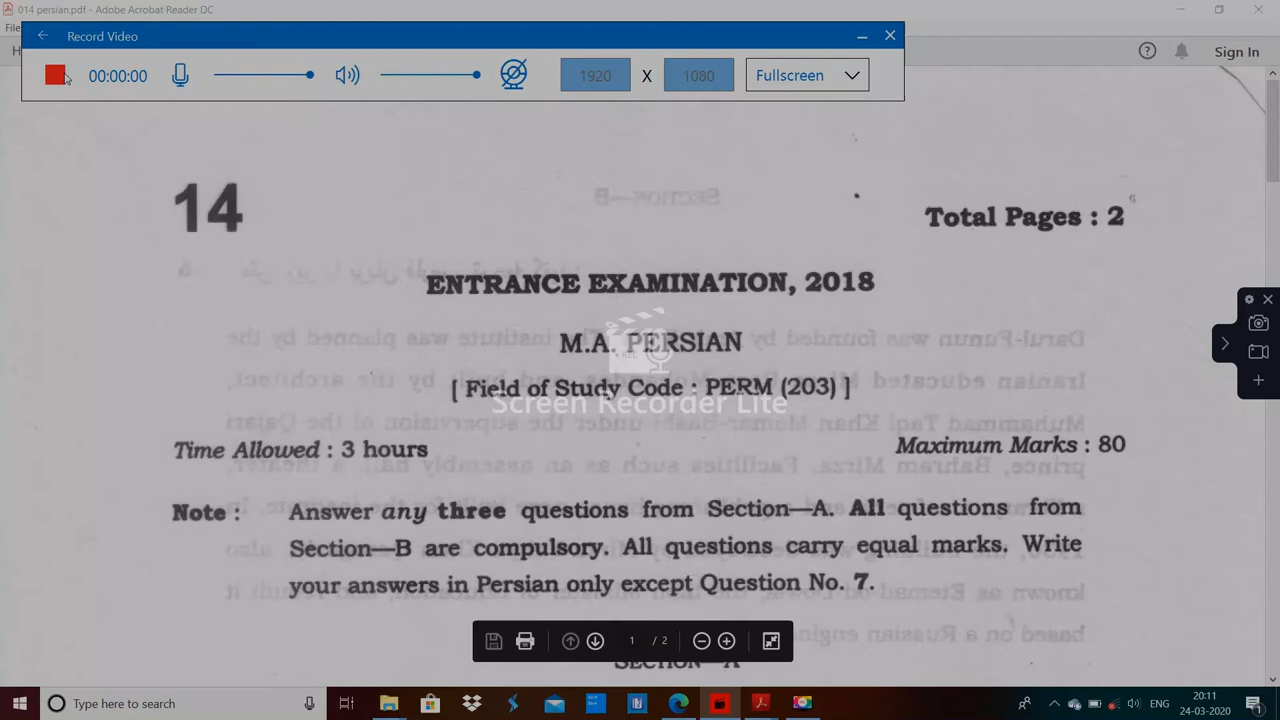 014 persian.pdf - Adobe Acrobat Reader DC
Record Video
Sign In
00:00:00
1920 X 1080 Fullscreen
14
Total Pages : 2
ENTRANCE EXAMINATION, 2018
M.A. PERSIAN
[ Field of Study Code : PERM (203) ]
Screen Recorder Lite
Time Allowed : 3 hours
Maximum Marks : 80
Note : Answer any three questions from Section—A. All questions from
Section—B are compulsory. All questions carry equal marks. Write
your answers in Persian only except Question No. 7.
1 / 2
SECTION—A
Type here to search
ENG
20:11
24-03-2020